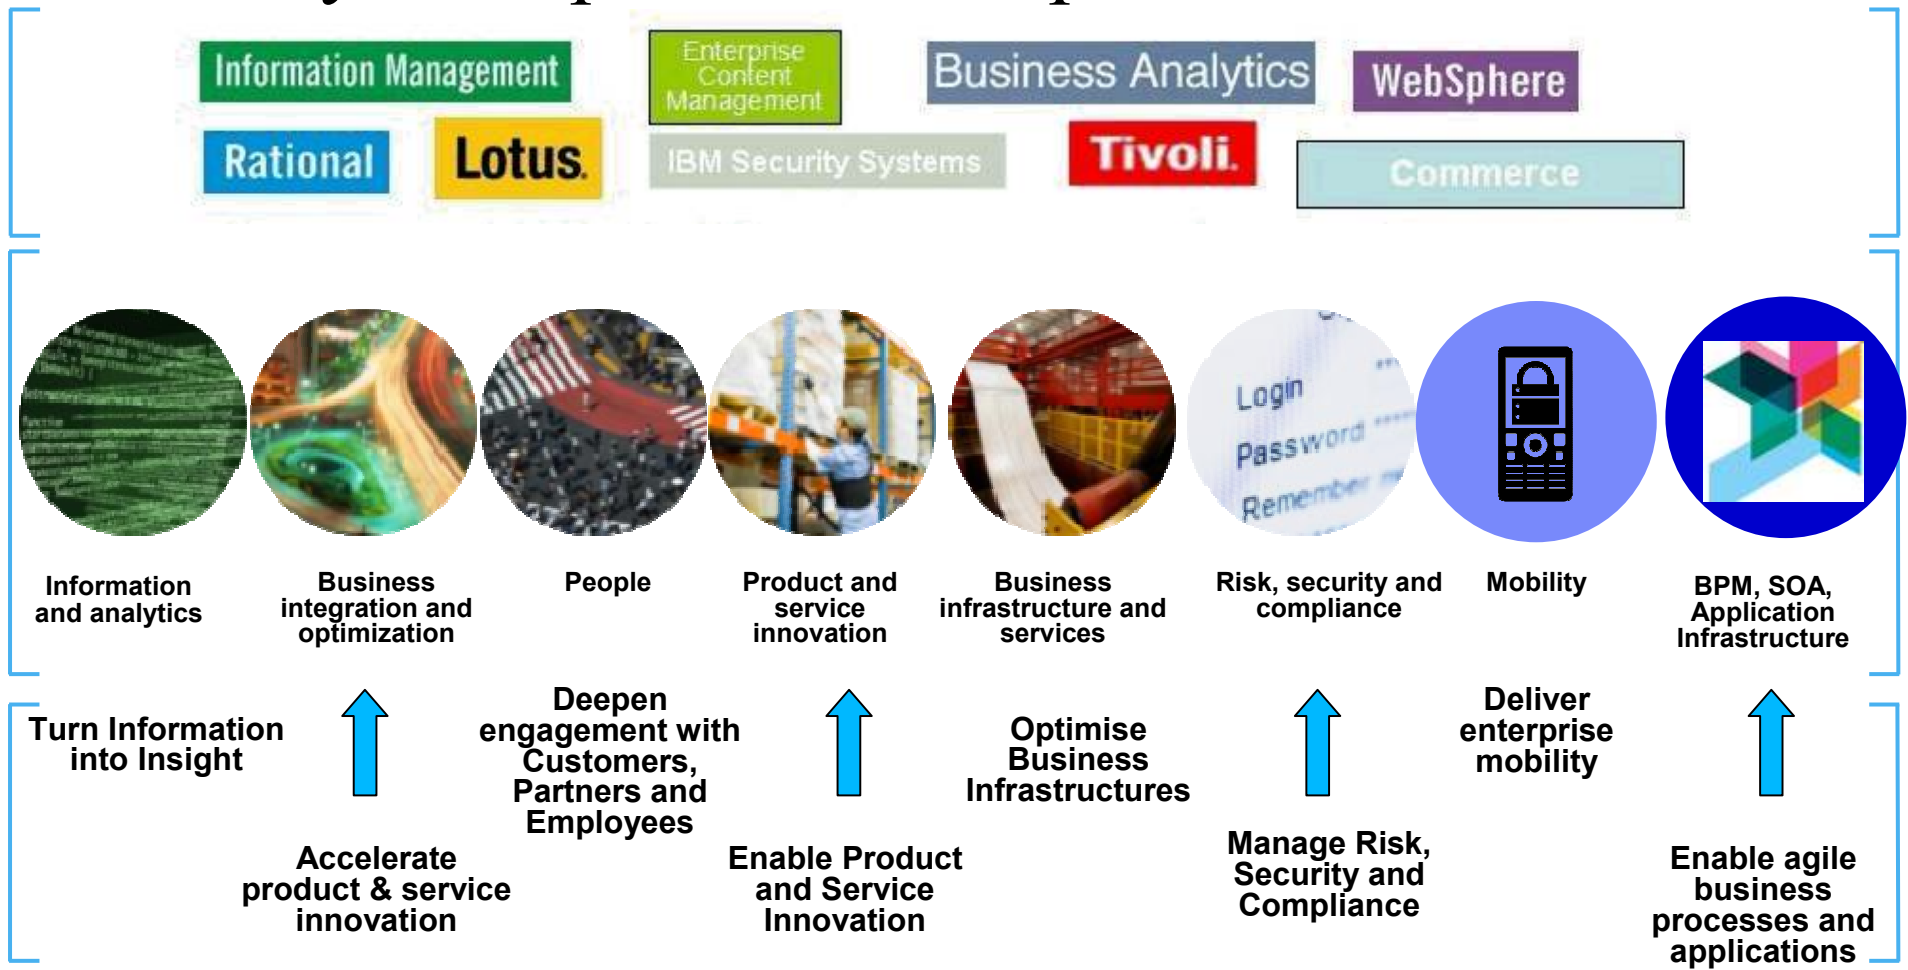 Information Management
Enterprise
Content
Management
Business Analytics
WebSphere
Rational
Lotus.
IBM Security Systems
Tivoli.
Commerce
Login
Password
Remember
Information
and analytics
Business
integration and
optimization
People
Product and
service
innovation
Business
infrastructure and
services
Risk, security and
compliance
Mobility
BPM, SOA,
Application
Infrastructure
Turn Information
into Insight
Accelerate
product & service
innovation
Deepen
engagement with
Customers,
Partners and
Employees
Enable Product
and Service
Innovation
Optimise
Business
Infrastructures
Manage Risk,
Security and
Compliance
Deliver
enterprise
mobility
Enable agile
business
processes and
applications